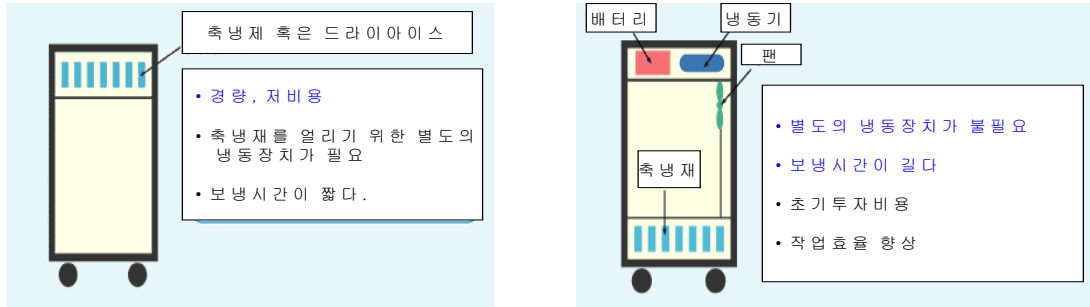 축냉제 혹은 드라이아이스
• 경량, 저비용
• 축냉재를 얼리기 위한 별도의
냉동장치가 필요
• 보냉시간이 짧다.
배터리
냉동기
팬
축냉재
• 별도의 냉동장치가 불필요
• 보냉시간이 길다
• 초기투자비용
• 작업효율 향상